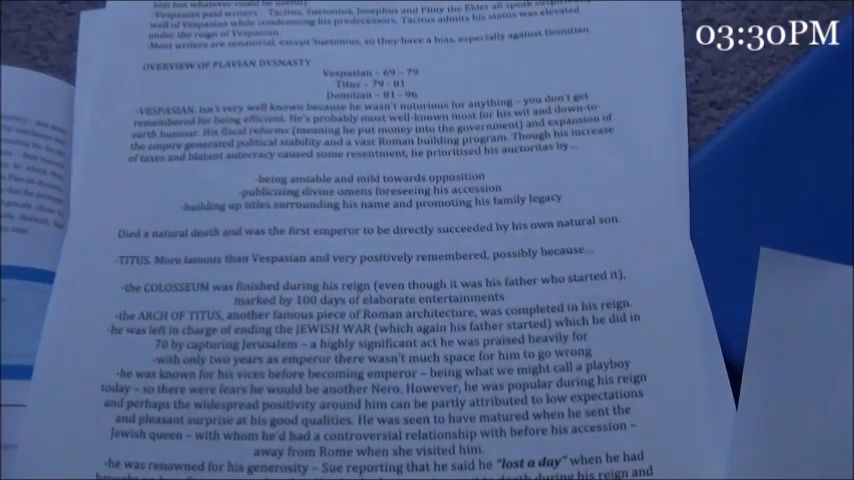 03:30PM
him but whatever could be useful).
-Vespasian paid writers – Tacitus, Suetonius, Josephus and Pliny the Elder all speak suspiciously
well of Vespasian while condemning his predecessors. Tacitus admits his status was elevated
under the reign of Vespasian.
-Most writers are senatorial, except Suetonius, so they have a bias, especially against Domitian.
OVERVIEW OF FLAVIAN DYSNASTY
Vespasian – 69 – 79
Titus – 79 – 81
Domitian – 81 – 96
-VESPASIAN. Isn't very well known because he wasn't notorious for anything – you don't get
remembered for being efficient. He's probably most well-known most for his wit and down-to-
earth humour. His fiscal reforms (meaning he put money into the government) and expansion of
the empire generated political stability and a vast Roman building program. Though his increase
of taxes and blatant autocracy caused some resentment, he prioritised his auctoritas by...
-being amiable and mild towards opposition
-publicizing divine omens foreseeing his accession
-building up titles surrounding his name and promoting his family legacy
Died a natural death and was the first emperor to be directly succeeded by his own natural son.
-TITUS. More famous than Vespasian and very positively remembered, possibly because...
-the COLOSSEUM was finished during his reign (even though it was his father who started it),
marked by 100 days of elaborate entertainments
-the ARCH OF TITUS, another famous piece of Roman architecture, was completed in his reign.
-he was left in charge of ending the JEWISH WAR (which again his father started) which he did in
70 by capturing Jerusalem – a highly significant act he was praised heavily for
-with only two years as emperor there wasn't much space for him to go wrong
-he was known for his vices before becoming emperor – being what we might call a playboy
today – so there were fears he would be another Nero. However, he was popular during his reign
and perhaps the widespread positivity around him can be partly attributed to low expectations
and pleasant surprise at his good qualities. He was seen to have matured when he sent the
Jewish queen – with whom he'd had a controversial relationship with before his accession –
away from Rome when she visited him.
-he was renowned for his generosity – Sue reporting that he said he "lost a day" when he had
death during his reign and